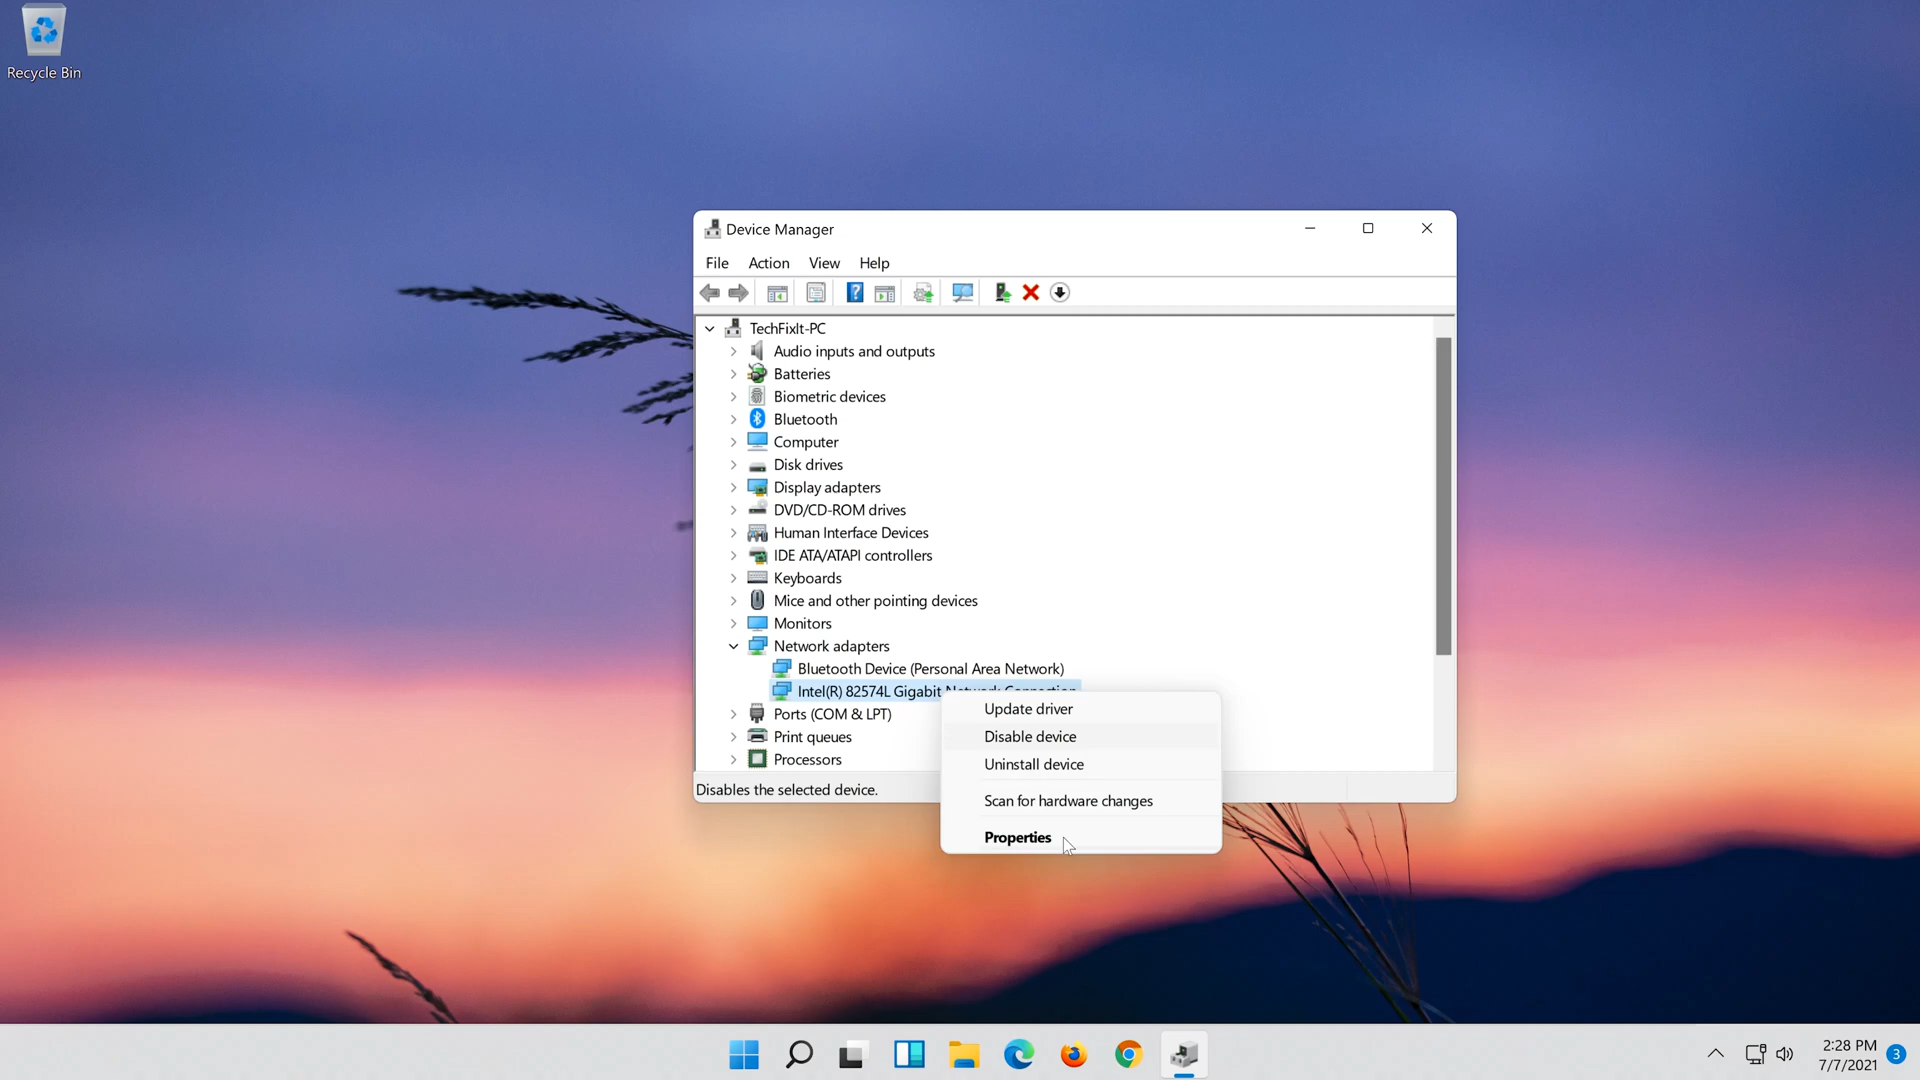 Recycle Bin
Device Manager
File Action View Help
TechFixIt-PC
Audio inputs and outputs
Batteries
Biometric devices
Bluetooth
Computer
Disk drives
Display adapters
DVD/CD-ROM drives
Human Interface Devices
IDE ATA/ATAPI controllers
Keyboards
Mice and other pointing devices
Monitors
Network adapters
Bluetooth Device (Personal Area Network)
Intel(R) 82574L Gigabit Network Connection
Ports (COM & LPT)
Print queues
Processors
Update driver
Disable device
Uninstall device
Scan for hardware changes
Properties
Disables the selected device.
2:28 PM
7/7/2021
3